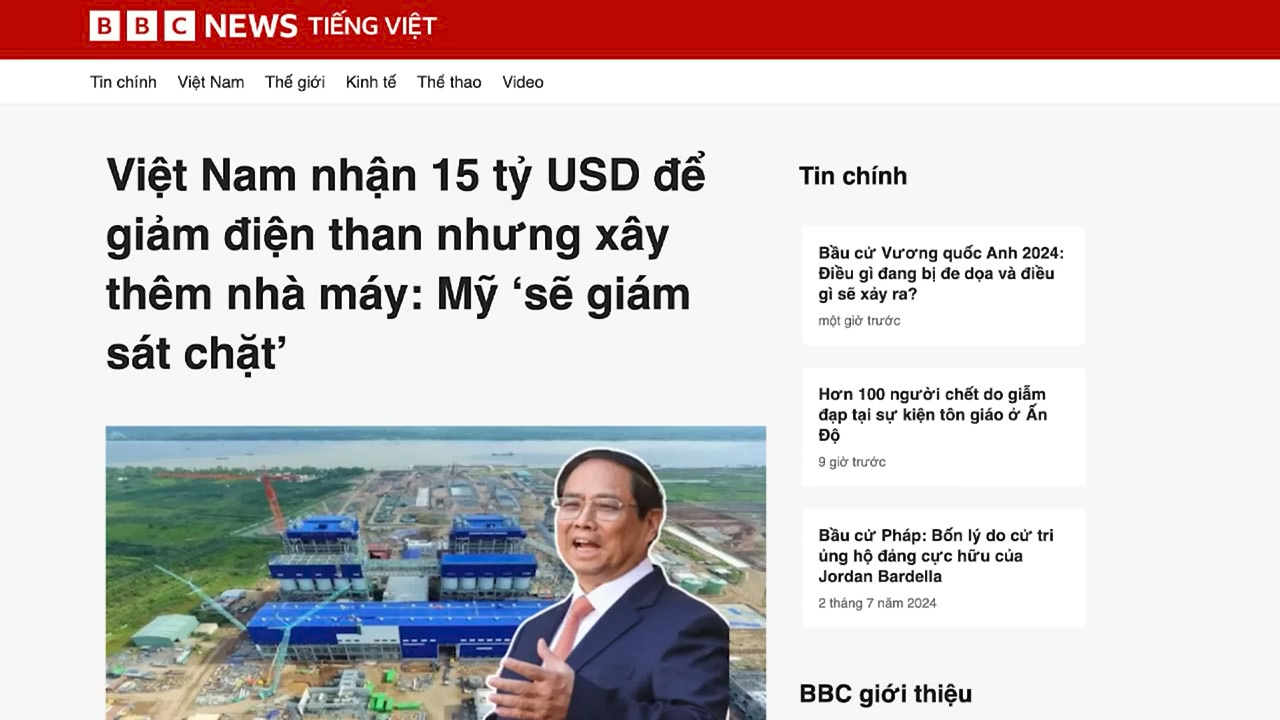 BBC NEWS TIẾNG VIỆT
Tin chính Việt Nam Thế giới Kinh tế Thể thao Video
Việt Nam nhận 15 tỷ USD để
giảm điện than nhưng xây
thêm nhà máy: Mỹ ‘sẽ giám
sát chặt’
Tin chính
Bầu cử Vương quốc Anh 2024:
Điều gì đang bị đe dọa và điều
gì sẽ xảy ra?
một giờ trước
Hơn 100 người chết do giẫm
đạp tại sự kiện tôn giáo ở Ấn
Độ
9 giờ trước
Bầu cử Pháp: Bốn lý do cử tri
ủng hộ đảng cực hữu của
Jordan Bardella
2 tháng 7 năm 2024
BBC giới thiệu